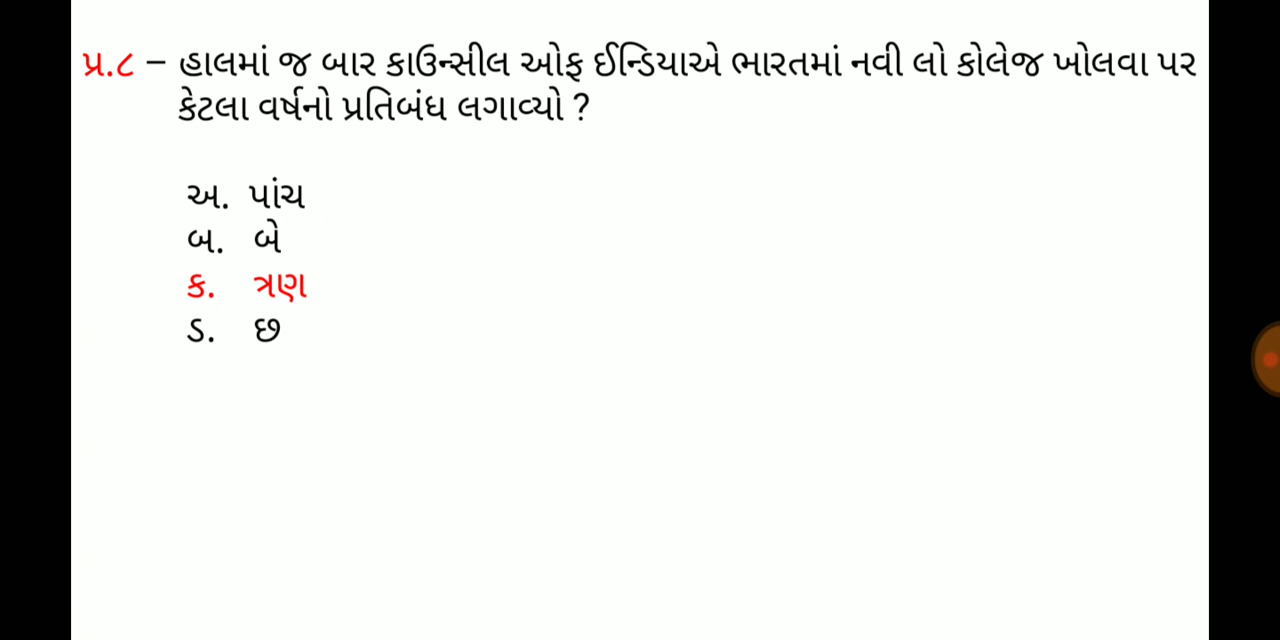 પ્ર.૮ – હાલમાં જ બાર કાઉન્સીલ ઓફ ઈન્ડિયાએ ભારતમાં નવી લો કોલેજ ખોલવા પર
કેટલા વર્ષનો પ્રતિબંધ લગાવ્યો ?
અ. પાંચ
બ. બે
ક. ત્રણ
ડ. છ